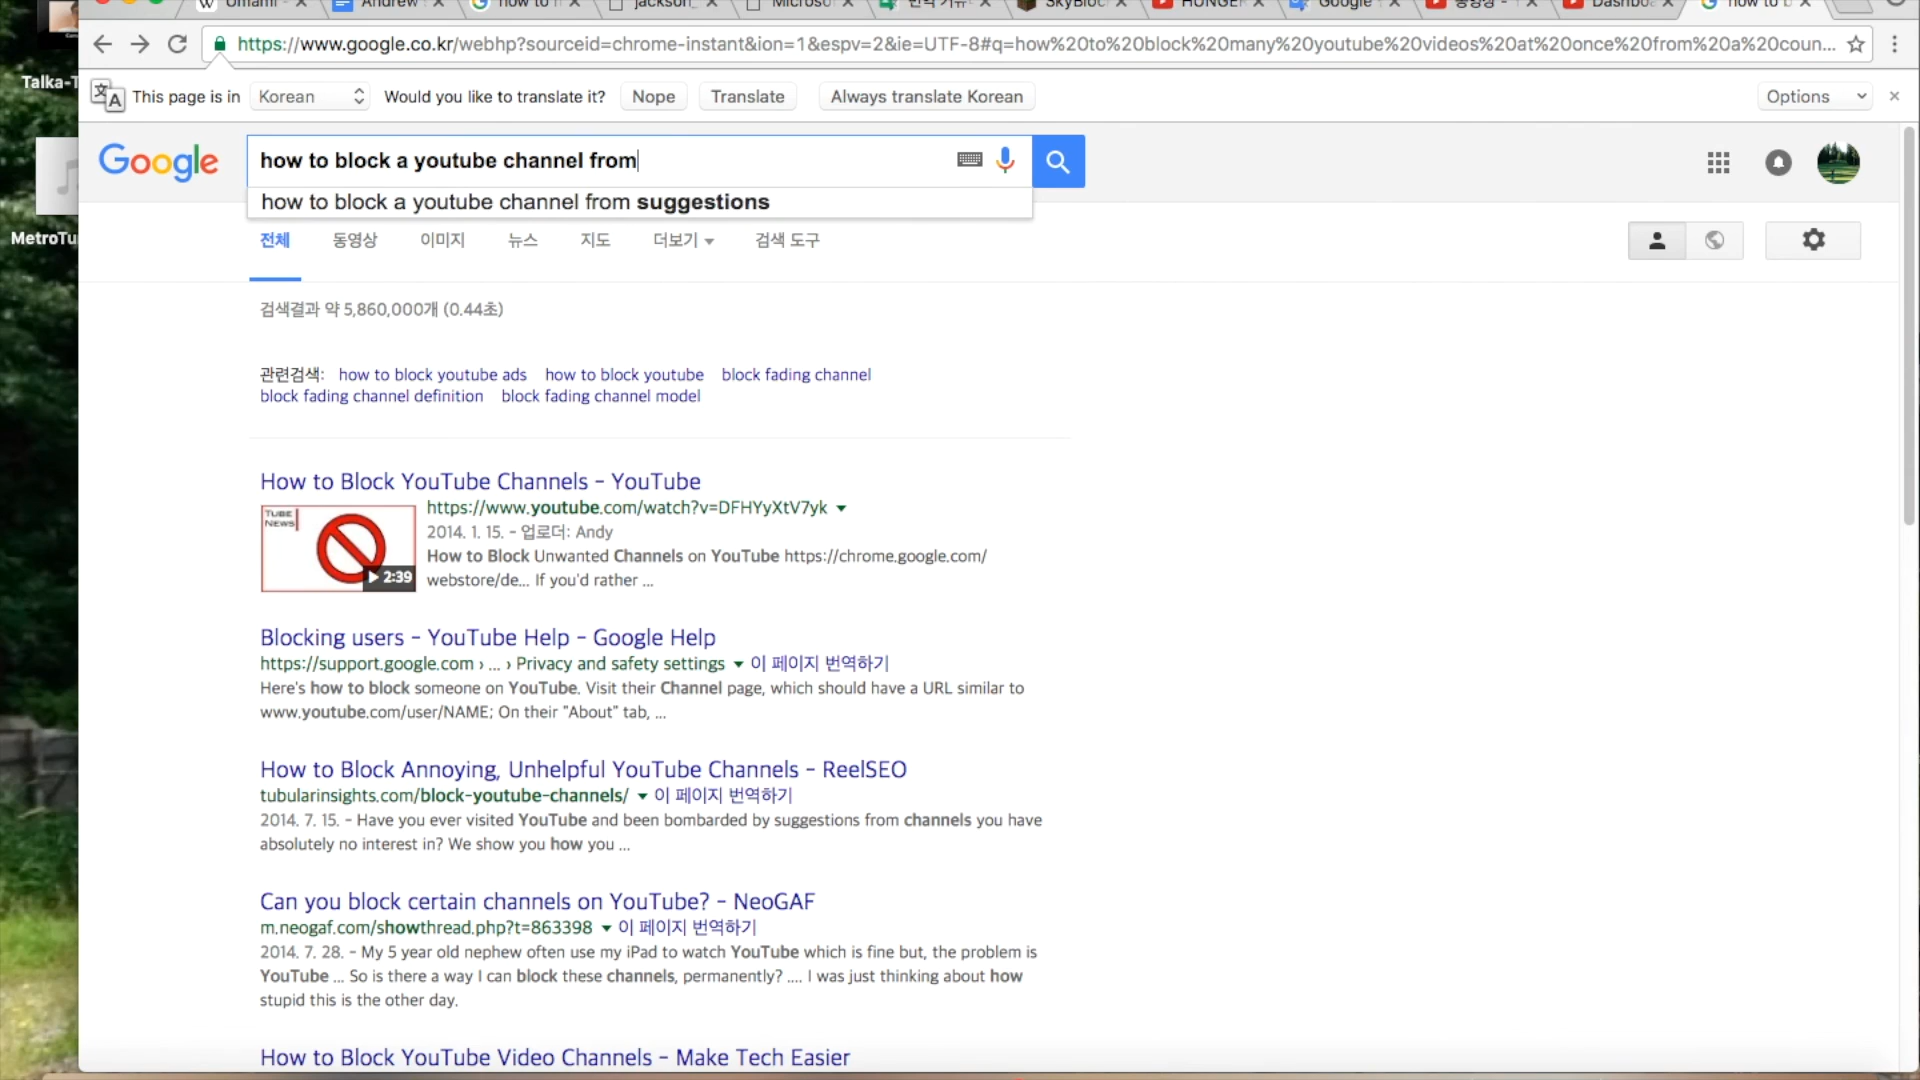 Umami -
Andrew
how to
jackson_
Microso
SkyBloc
HUNGER
Google
동영상 -
Dashbo
how to b
https://www.google.co.kr/webhp?sourceid=chrome-instant&ion=1&espv=2&ie=UTF-8#q=how%20to%20block%20many%20youtube%20videos%20at%20once%20from%20a%20coun...
Talka-T
This page is in Korean Would you like to translate it? Nope Translate Always translate Korean Options
Google
how to block a youtube channel from
how to block a youtube channel from suggestions
MetroTu
전체 동영상 이미지 뉴스 지도 더보기 검색 도구
검색결과 약 5,860,000개 (0.44초)
관련검색: how to block youtube ads how to block youtube block fading channel
block fading channel definition block fading channel model
How to Block YouTube Channels - YouTube
https://www.youtube.com/watch?v=DFHYyXtV7yk
TUBE
NEWS
2014. 1. 15. - 업로더: Andy
How to Block Unwanted Channels on YouTube https://chrome.google.com/
2:39
webstore/de... If you'd rather ...
Blocking users - YouTube Help - Google Help
https://support.google.com › ... › Privacy and safety settings 이 페이지 번역하기
Here's how to block someone on YouTube. Visit their Channel page, which should have a URL similar to
www.youtube.com/user/NAME; On their "About" tab, ...
How to Block Annoying, Unhelpful YouTube Channels - ReelSEO
tubularinsights.com/block-youtube-channels/ 이 페이지 번역하기
2014. 7. 15. - Have you ever visited YouTube and been bombarded by suggestions from channels you have
absolutely no interest in? We show you how you ...
Can you block certain channels on YouTube? - NeoGAF
m.neogaf.com/showthread.php?t=863398 이 페이지 번역하기
2014. 7. 28. - My 5 year old nephew often use my iPad to watch YouTube which is fine but, the problem is
YouTube ... So is there a way I can block these channels, permanently? .... I was just thinking about how
stupid this is the other day.
How to Block YouTube Video Channels - Make Tech Easier